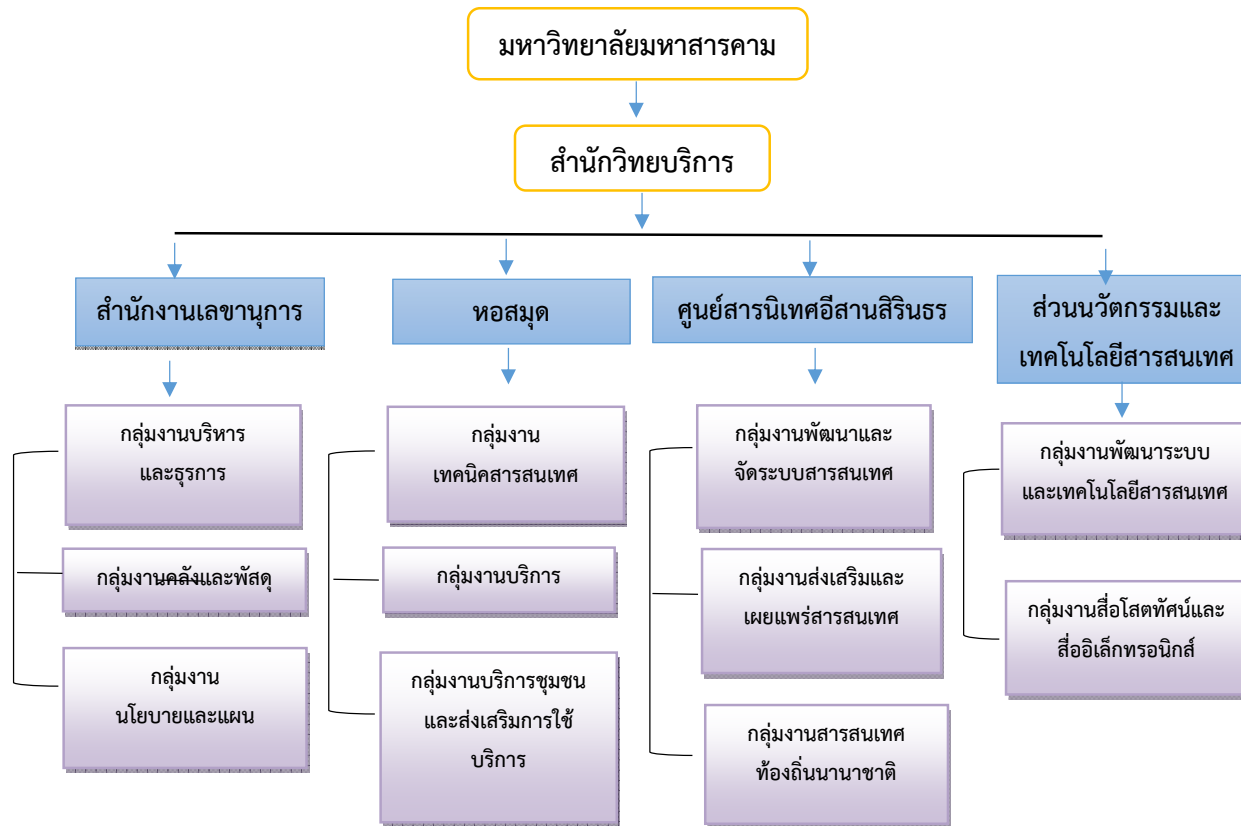 มหาวิทยาลัยมหาสารคาม
สำนักวิทยบริการ
สำนักงานเลขานุการ
หอสมุด
ศูนย์สารนิเทศอีสานสิรินธร
ส่วนนวัตกรรมและ
เทคโนโลยีสารสนเทศ
กลุ่มงานบริหาร
และธุรการ
กลุ่มงานคลังและพัสดุ
กลุ่มงาน
นโยบายและแผน
กลุ่มงาน
เทคนิคสารสนเทศ
กลุ่มงานบริการ
กลุ่มงานบริการชุมชน
และส่งเสริมการใช้
บริการ
กลุ่มงานพัฒนาและ
จัดระบบสารสนเทศ
กลุ่มงานส่งเสริมและ
เผยแพร่สารสนเทศ
กลุ่มงานสารสนเทศ
ท้องถิ่นนานาชาติ
กลุ่มงานพัฒนาระบบ
และเทคโนโลยีสารสนเทศ
กลุ่มงานสื่อโสตทัศน์และ
สื่ออิเล็กทรอนิกส์